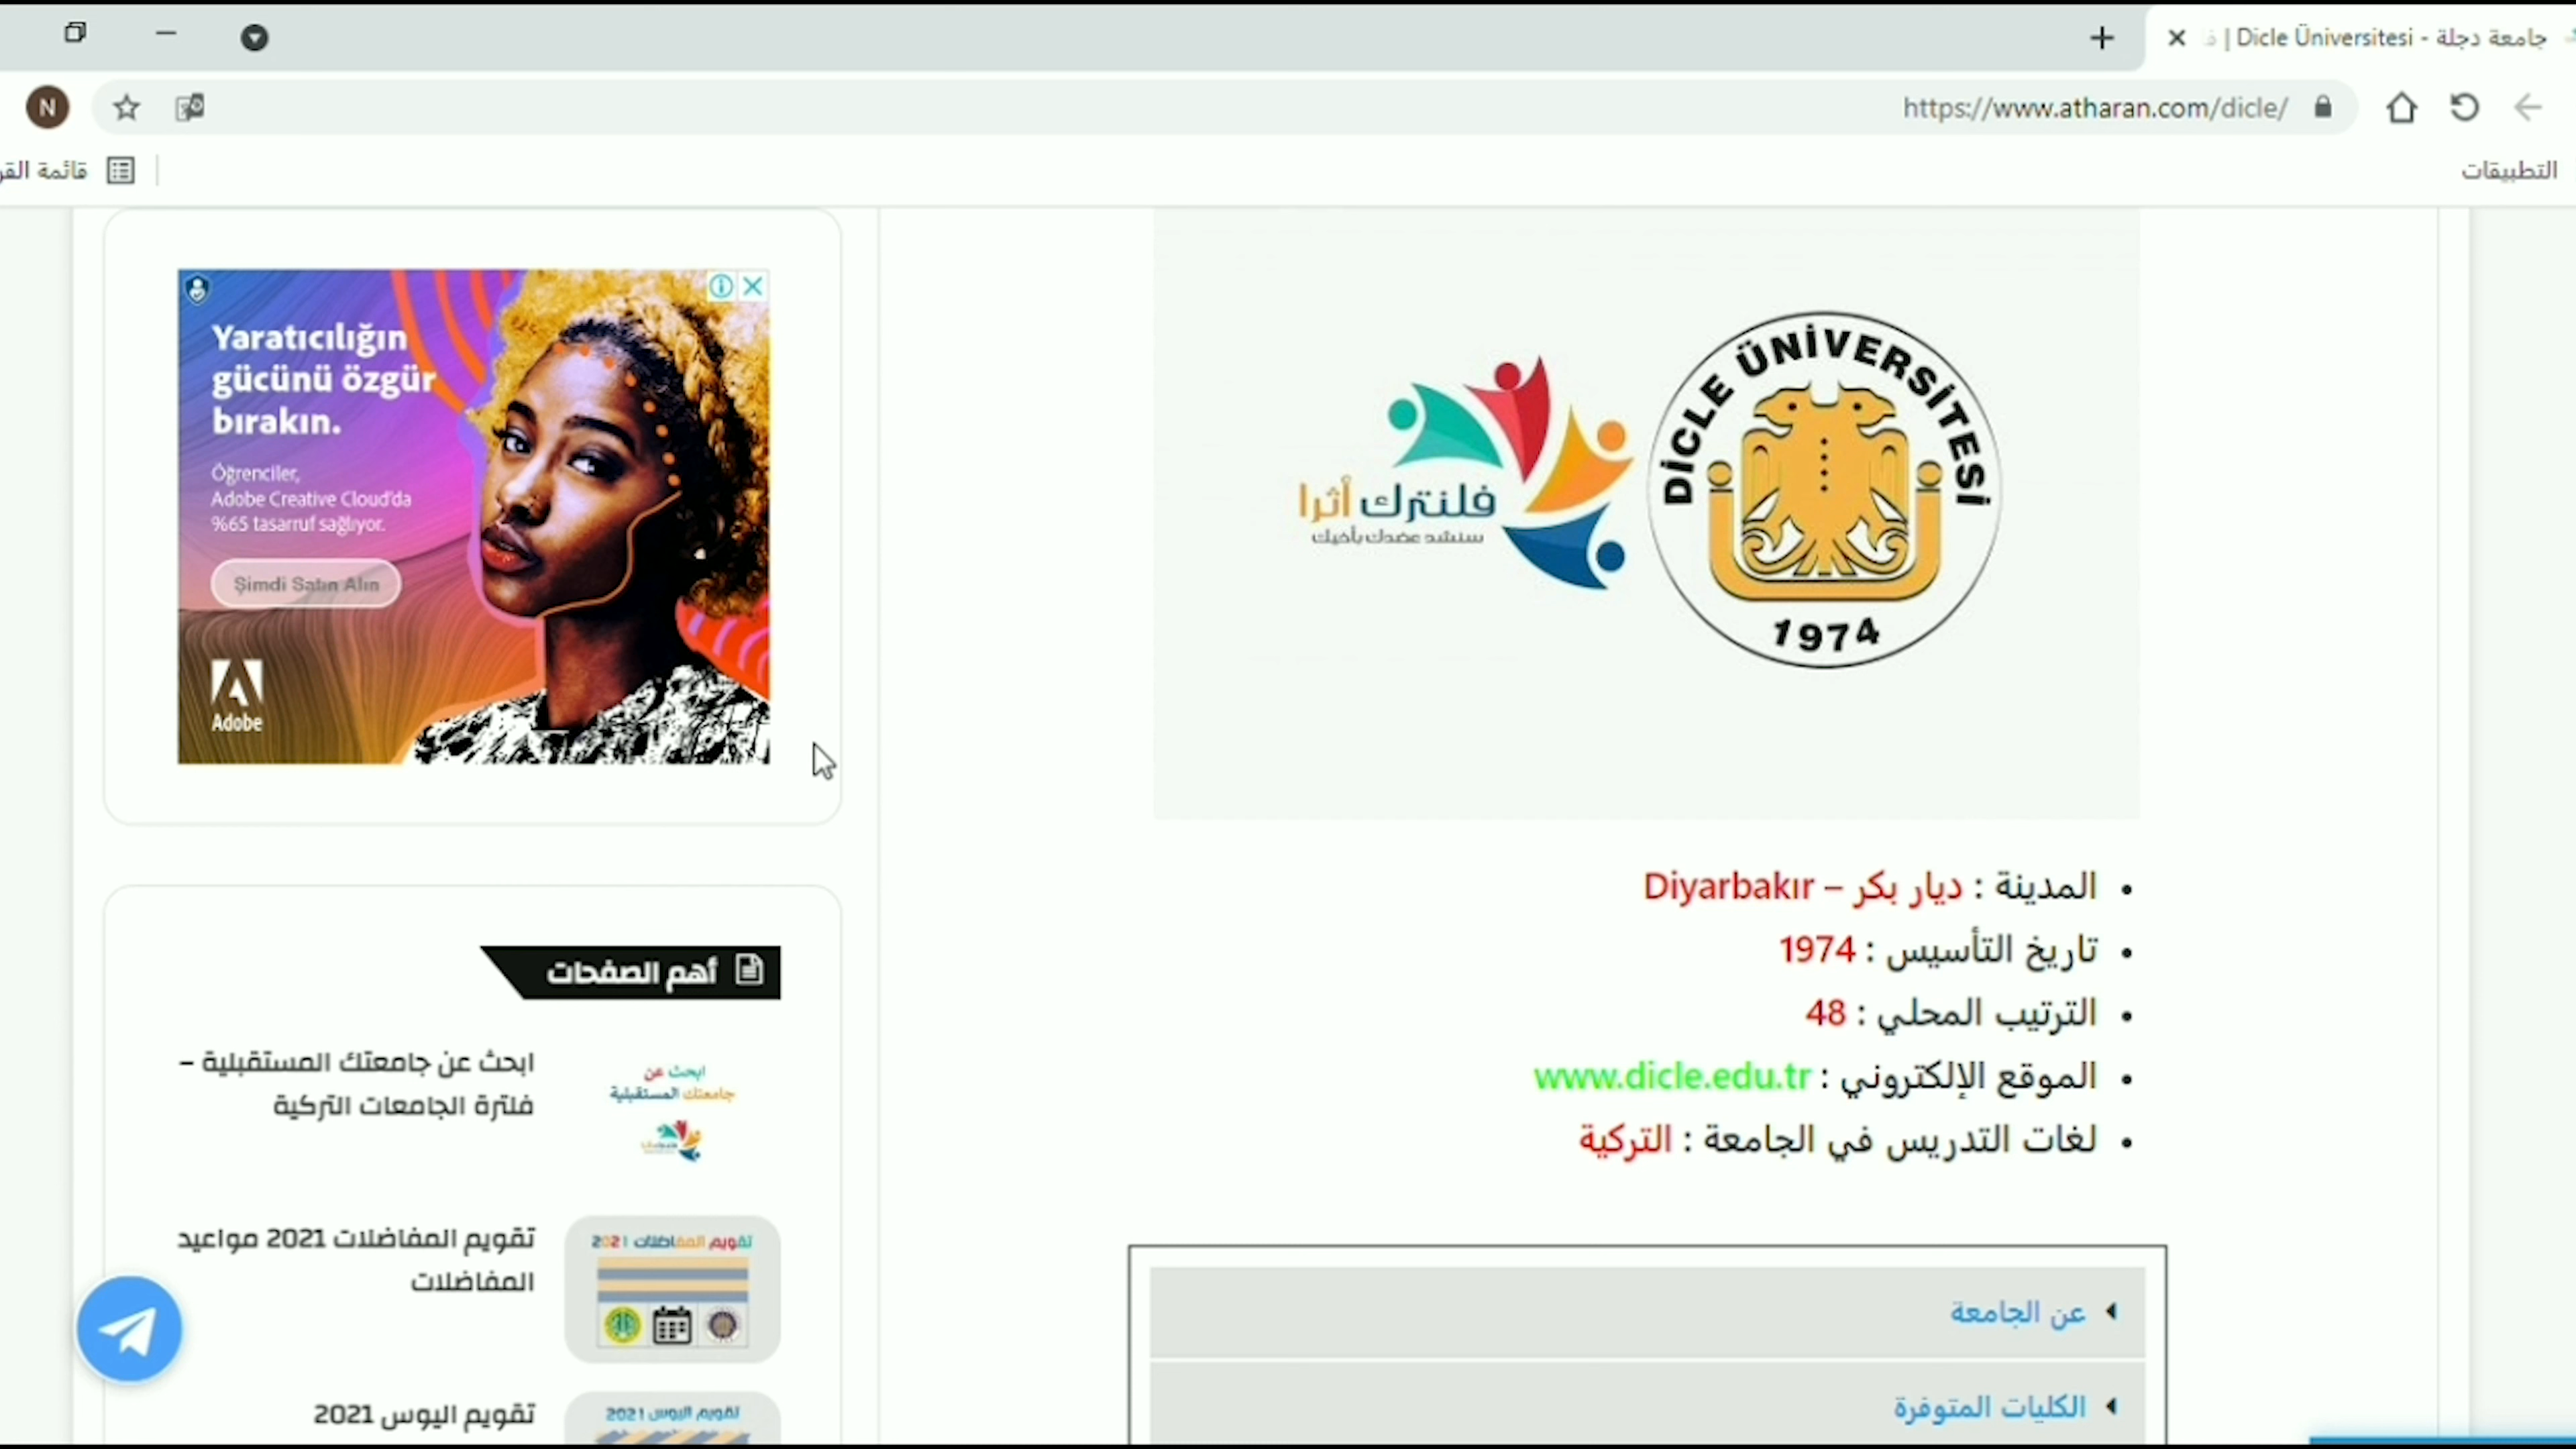 جامعة دجلة - Dicle Üniversitesi |
https://www.atharan.com/dicle/
N
التطبيقات
قائمة
DİCLE ÜNİVERSİTESİ
1974
فلنترك أثرا
سنشد عضدك بأخيك
المدينة : ديار بكر – Diyarbakır
تاريخ التأسيس : 1974
الترتيب المحلي : 48
الموقع الإلكتروني : www.dicle.edu.tr
لغات التدريس في الجامعة : التركية
عن الجامعة
الكليات المتوفرة
Yaratıcılığın
gücünü özgür
bırakın.
Öğrenciler,
Adobe Creative Cloud'da
%65 tasarruf sağlıyor.
Şimdi Satın Alın
Adobe
أهم الصفحات
ابحث عن
جامعتك المستقبلية
ابحث عن جامعتك المستقبلية –
فلترة الجامعات التركية
تقويم المفاضلات 2021
تقويم المفاضلات 2021 مواعيد
المفاضلات
تقويم اليوس 2021
تقويم اليوس 2021